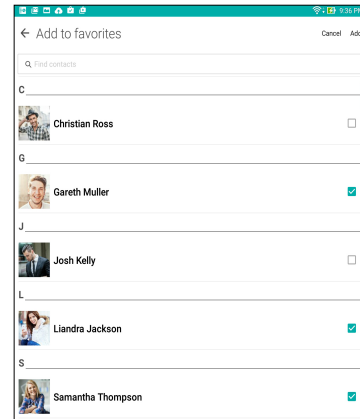 9:36 PM
Add to favorites
Cancel Add
Find contacts
C
Christian Ross
G
Gareth Muller
J
Josh Kelly
L
Liandra Jackson
S
Samantha Thompson